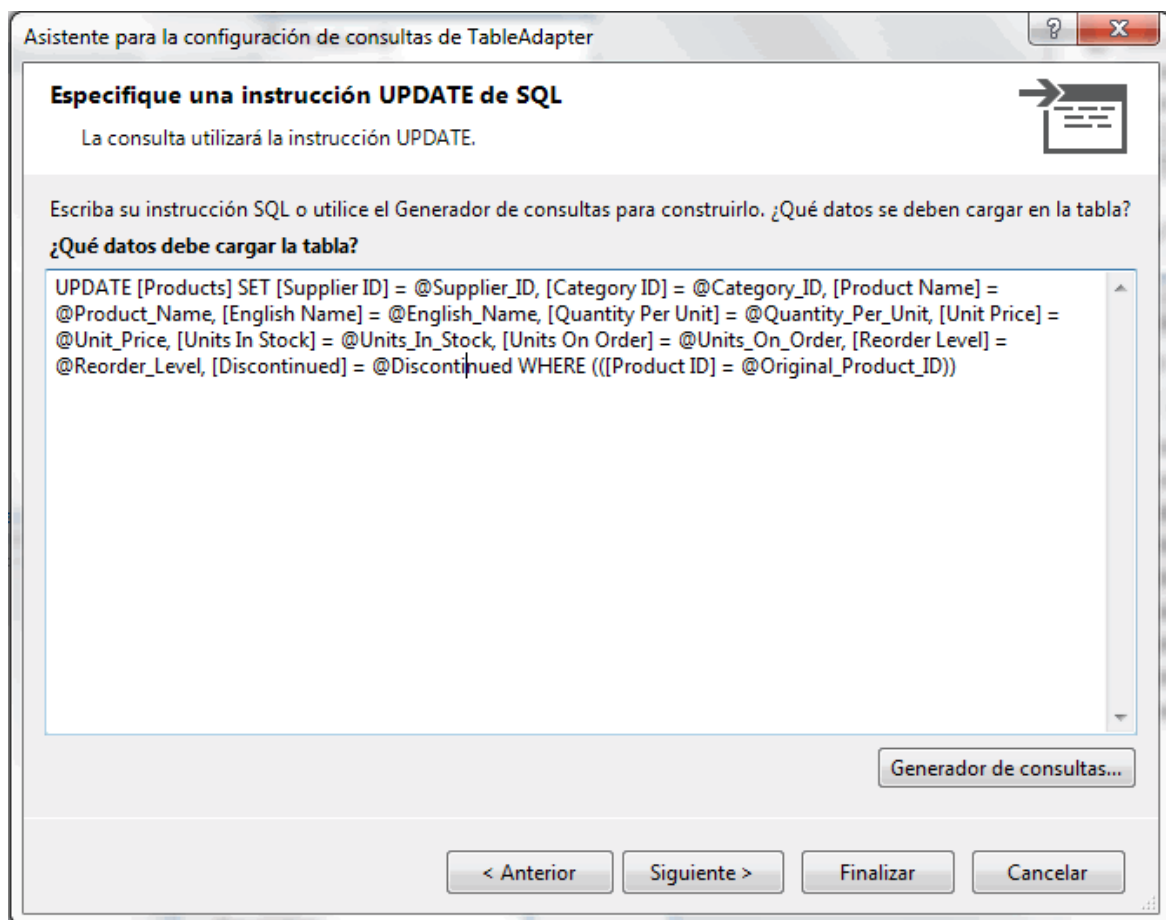 Asistente para la configuración de consultas de TableAdapter
Especifique una instrucción UPDATE de SQL
La consulta utilizará la instrucción UPDATE.
Escriba su instrucción SQL o utilice el Generador de consultas para construirlo. ¿Qué datos se deben cargar en la tabla?
¿Qué datos debe cargar la tabla?
UPDATE [Products] SET [Supplier ID] = @Supplier_ID, [Category ID] = @Category_ID, [Product Name] =
@Product_Name, [English Name] = @English_Name, [Quantity Per Unit] = @Quantity_Per_Unit, [Unit Price] =
@Unit_Price, [Units In Stock] = @Units_In_Stock, [Units On Order] = @Units_On_Order, [Reorder Level] =
@Reorder_Level, [Discontinued] = @Discontinued WHERE (([Product ID] = @Original_Product_ID))
Generador de consultas...
< Anterior
Siguiente >
Finalizar
Cancelar